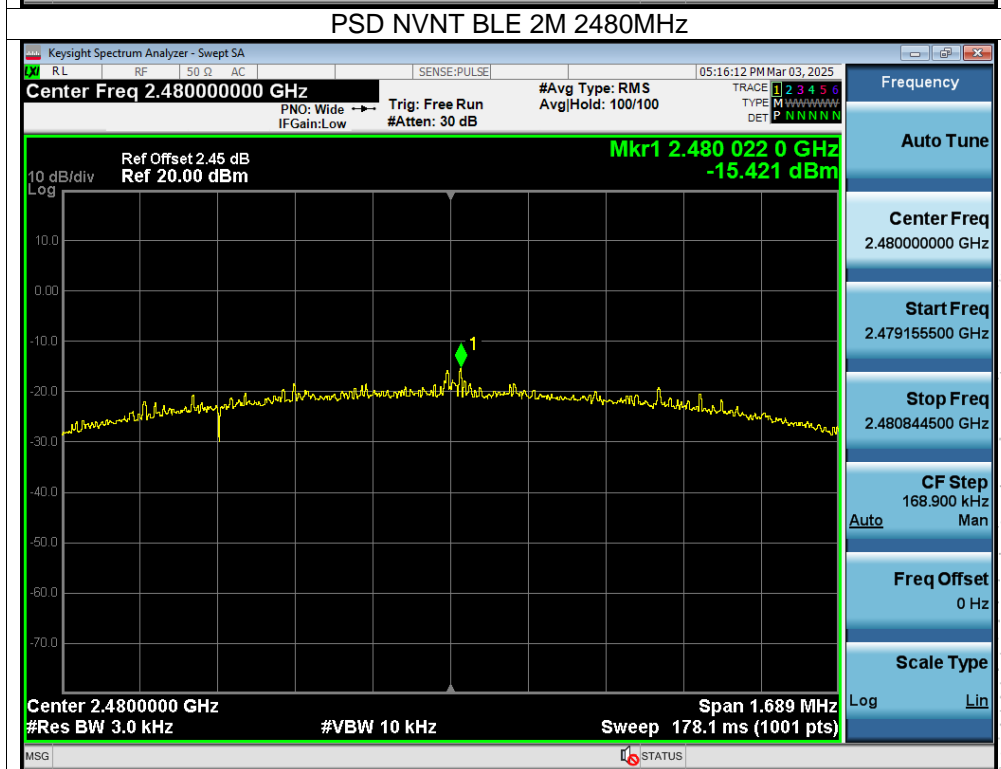 PSD NVNT BLE 2M 2480MHz
Keysight Spectrum Analyzer - Swept SA
LXI RL RF 50 Ω AC SENSE:PULSE 05:16:12 PM Mar 03, 2025
Center Freq 2.480000000 GHz
#Avg Type: RMS
TRACE 1 2 3 4 5 6
PNO: Wide
Trig: Free Run
Avg|Hold: 100/100
TYPE M WWWWW
IFGain:Low
#Atten: 30 dB
DET P N N N N N
Mkr1 2.480 022 0 GHz
-15.421 dBm
Ref Offset 2.45 dB
10 dB/div Ref 20.00 dBm
Log
10.0
0.00
-10.0
1
-20.0
-30.0
-40.0
-50.0
-60.0
-70.0
Center 2.4800000 GHz Span 1.689 MHz
#Res BW 3.0 kHz #VBW 10 kHz Sweep 178.1 ms (1001 pts)
MSG STATUS
Frequency
Auto Tune
Center Freq
2.480000000 GHz
Start Freq
2.479155500 GHz
Stop Freq
2.480844500 GHz
CF Step
168.900 kHz
Auto Man
Freq Offset
0 Hz
Scale Type
Log Lin